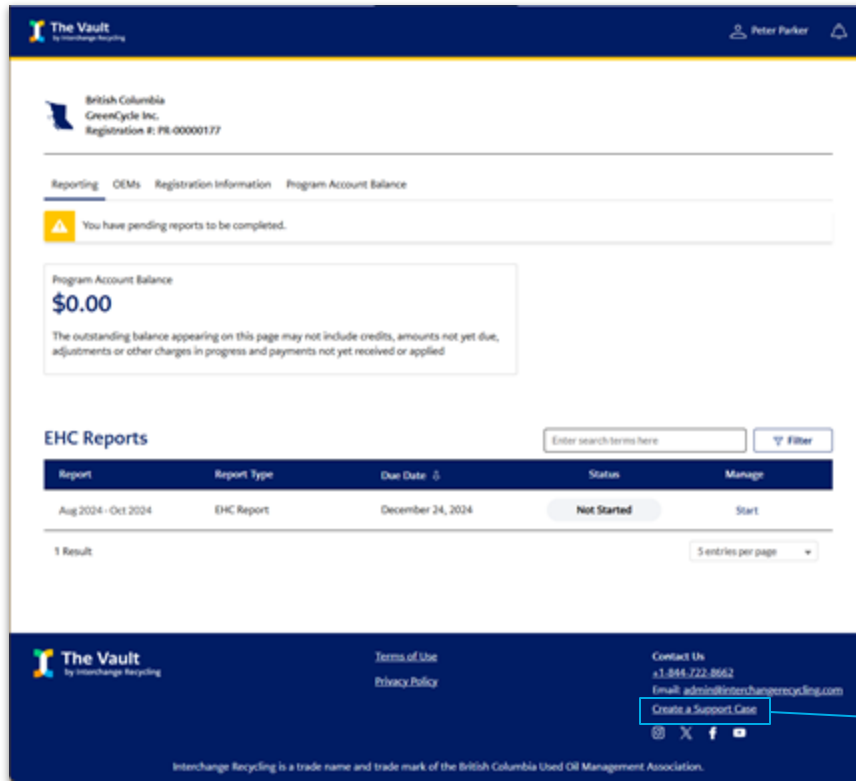 The Vault
by Interchange Recycling
Peter Parker
British Columbia
GreenCycle Inc.
Registration #: PR-00000177
Reporting OEMs Registration Information Program Account Balance
You have pending reports to be completed.
Program Account Balance
$0.00
The outstanding balance appearing on this page may not include credits, amounts not yet due,
adjustments or other charges in progress and payments not yet received or applied
EHC Reports
Enter search terms here
Filter
Report Report Type Due Date Status Manage
Aug 2024 - Oct 2024 EHC Report December 24, 2024 Not Started Start
1 Result
5 entries per page
The Vault
by Interchange Recycling
Terms of Use
Privacy Policy
Contact Us
+1-844-722-8662
Email: admin@interchangerecycling.com
Create a Support Case
Interchange Recycling is a trade name and trade mark of the British Columbia Used Oil Management Association.